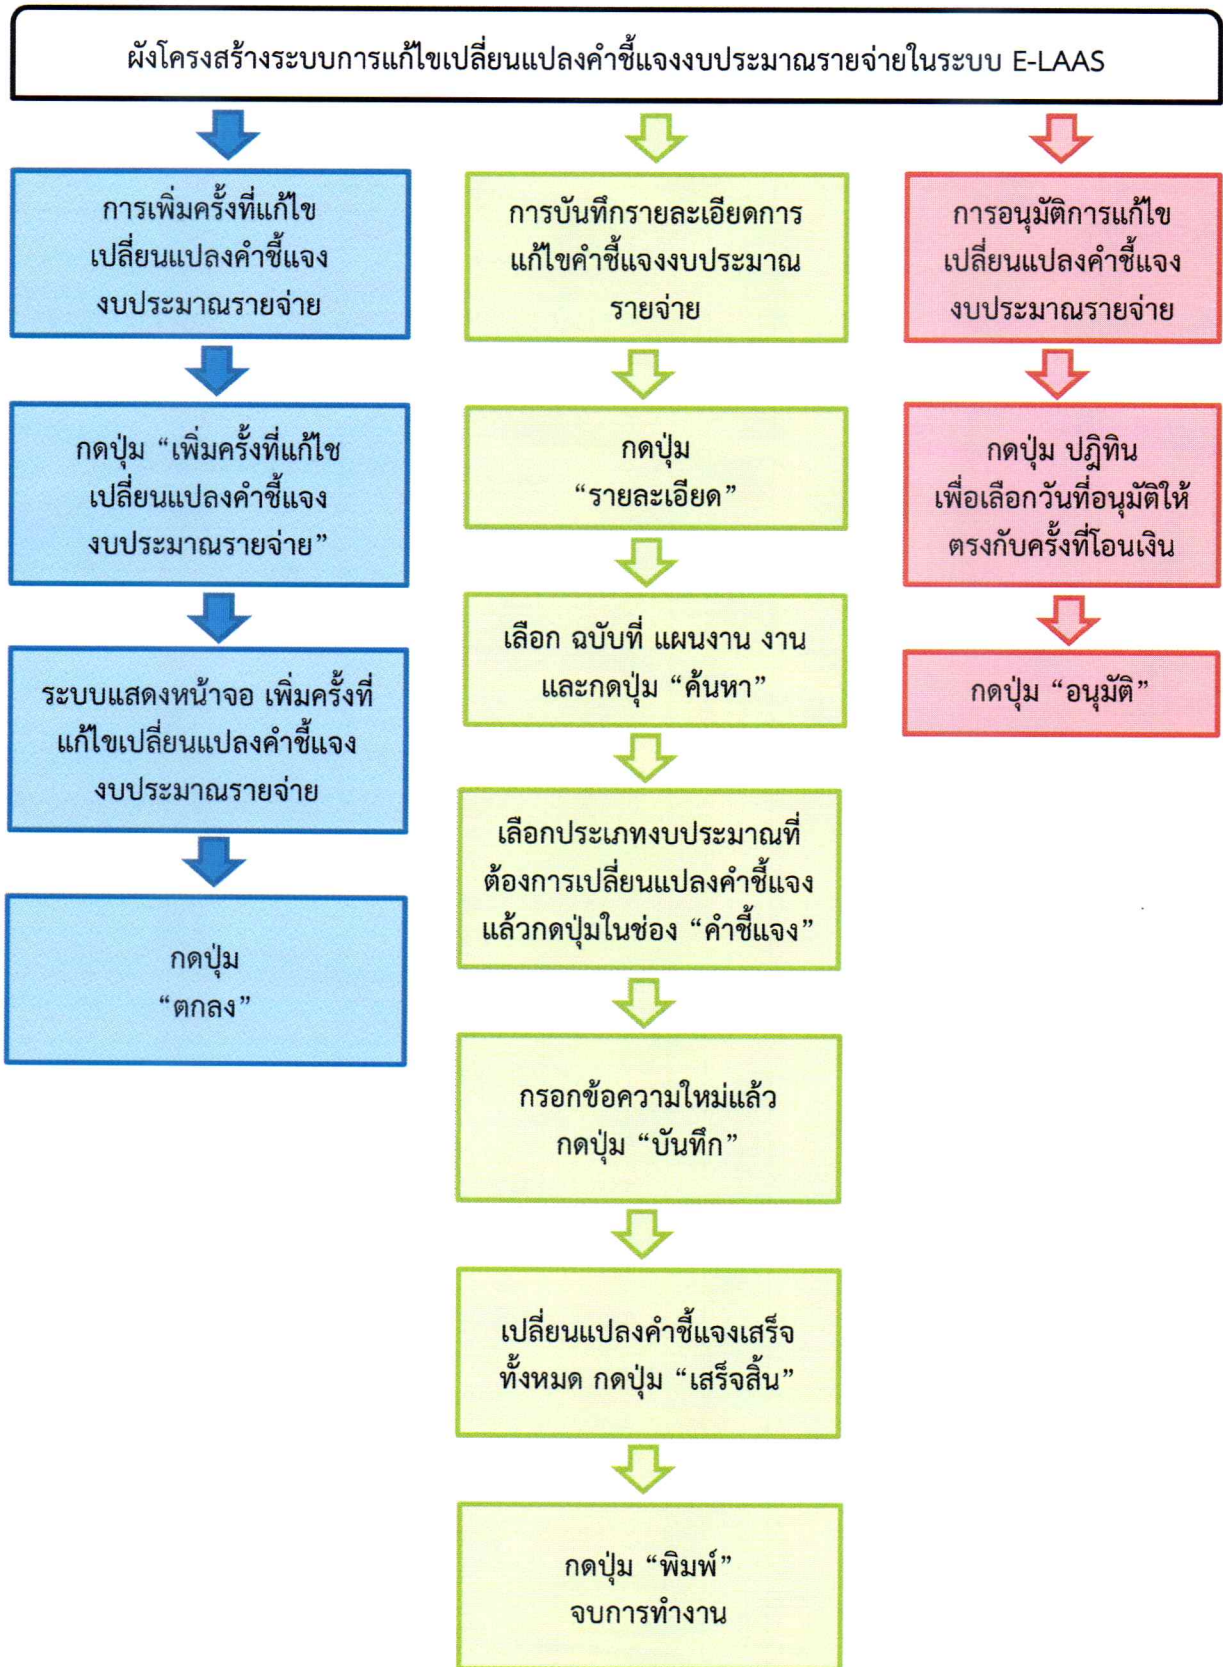 ผังโครงสร้างระบบการแก้ไขเปลี่ยนแปลงคำชี้แจงงบประมาณรายจ่ายในระบบ E-LAAS
การเพิ่มครั้งที่แก้ไข
เปลี่ยนแปลงคำชี้แจง
งบประมาณรายจ่าย
กดปุ่ม “เพิ่มครั้งที่แก้ไช
เปลี่ยนแปลงคำชี้แจง
งบประมาณรายจ่าย”
ระบบแสดงหน้าจอ เพิ่มครั้งที่
แก้ไขเปลี่ยนแปลงคำชี้แจง
งบประมาณรายจ่าย
กดปุ่ม
“ตกลง”
การบันทึกรายละเอียดการ
แก้ไขคำชี้แจงงบประมาณ
รายจ่าย
กดปุ่ม
“รายละเอียด”
เลือก ฉบับที่ แผนงาน งาน
และกดปุ่ม “ค้นหา”
เลือกประเภทงบประมาณที่
ต้องการเปลี่ยนแปลงคำชี้แจง
แล้วกดปุ่มในช่อง “คำชี้แจง”
กรอกข้อความใหม่แล้ว
กดปุ่ม “บันทึก”
เปลี่ยนแปลงคำชี้แจงเสร็จ
ทั้งหมด กดปุ่ม “เสร็จสิ้น”
กดปุ่ม “พิมพ์”
จบการทำงาน
การอนุมัติการแก้ไข
เปลี่ยนแปลงคำชี้แจง
งบประมาณรายจ่าย
กดปุ่ม ปฎิทิน
เพื่อเลือกวันที่อนุมัติให้
ตรงกับครั้งที่โอนเงิน
กดปุ่ม “อนุมัติ”